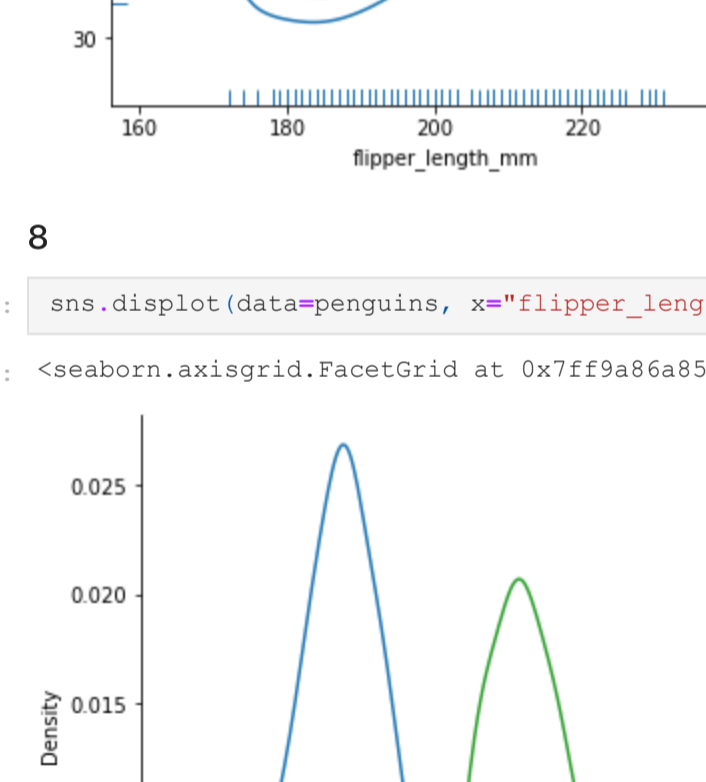 30
160 180 200 220
flipper_length_mm
8
: sns.displot(data=penguins, x="flipper_leng
: <seaborn.axisgrid.FacetGrid at 0x7ff9a86a85
0.025
0.020
0.015
Density